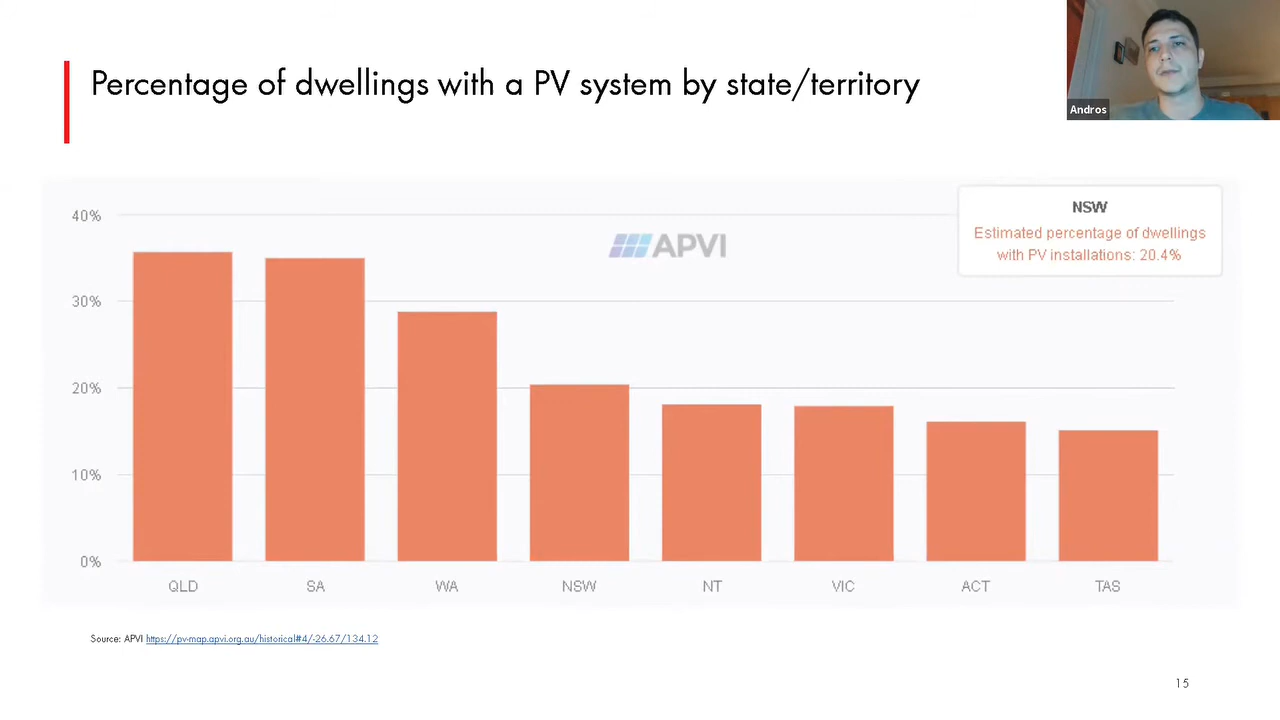 Percentage of dwellings with a PV system by state/territory
Andros
NSW
Estimated percentage of dwellings
with PV installations: 20.4%
APVI
40%
30%
20%
10%
0%
QLD SA WA NSW NT VIC ACT TAS
Source: APVI https://pv-map.apvi.org.au/historical#4/-26.67/134.12
15